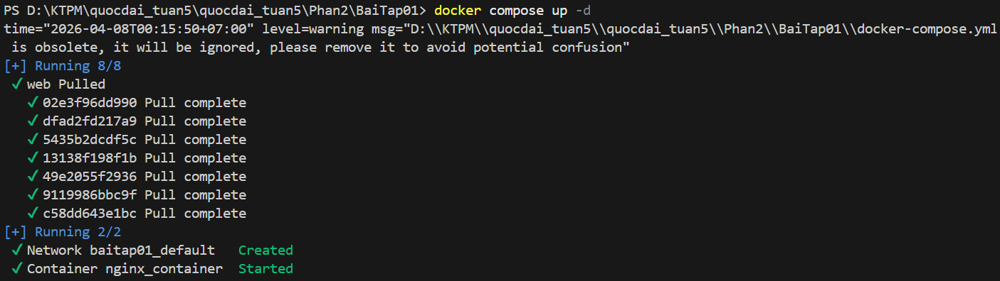 PS D:\KTPM\quocdai_tuan5\quocdai_tuan5\Phan2\BaiTap01> docker compose up -d
time="2026-04-08T00:15:50+07:00" level=warning msg="D:\\KTPM\\quocdai_tuan5\\quocdai_tuan5\\Phan2\\BaiTap01\\docker-compose.yml
is obsolete, it will be ignored, please remove it to avoid potential confusion"
[+] Running 8/8
✓ web Pulled
✓ 02e3f96dd990 Pull complete
✓ dfad2fd217a9 Pull complete
✓ 5435b2dcdf5c Pull complete
✓ 13138f198f1b Pull complete
✓ 49e2055f2936 Pull complete
✓ 9119986bbc9f Pull complete
✓ c58dd643e1bc Pull complete
[+] Running 2/2
✓ Network baitap01_default Created
✓ Container nginx_container Started